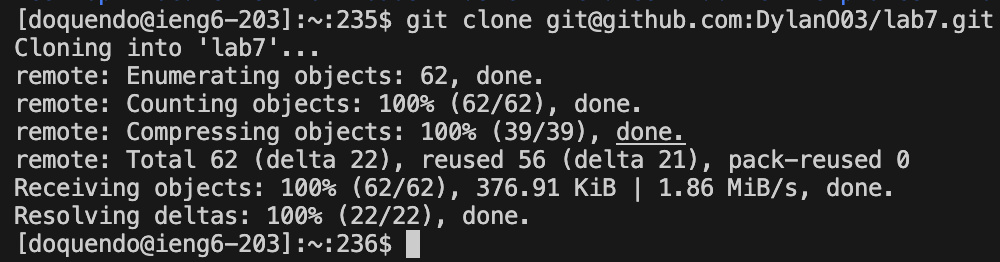 [doquendo@ieng6-203]:~:235$ git clone git@github.com:DylanO03/lab7.git
Cloning into 'lab7'...
remote: Enumerating objects: 62, done.
remote: Counting objects: 100% (62/62), done.
remote: Compressing objects: 100% (39/39), done.
remote: Total 62 (delta 22), reused 56 (delta 21), pack-reused 0
Receiving objects: 100% (62/62), 376.91 KiB | 1.86 MiB/s, done.
Resolving deltas: 100% (22/22), done.
[doquendo@ieng6-203]:~:236$